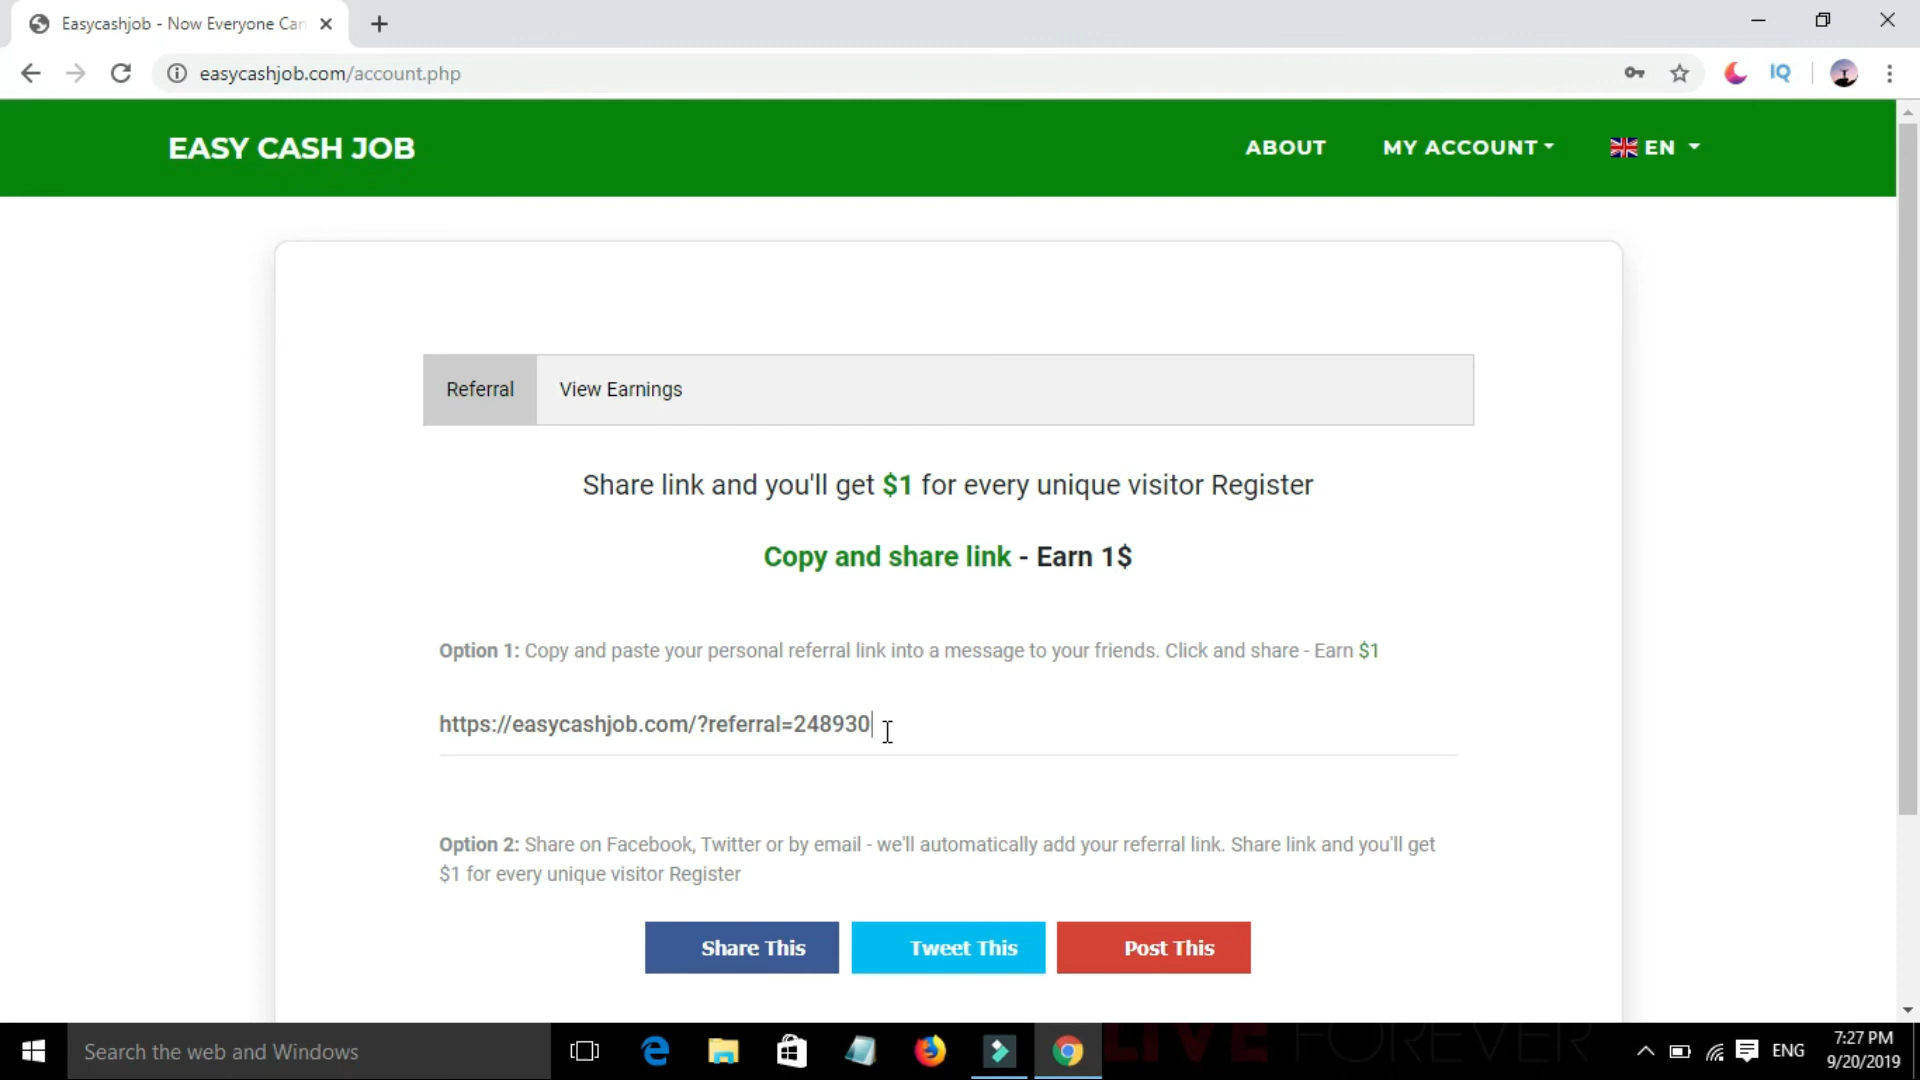 Easycashjob - Now Everyone Can
easycashjob.com/account.php
IQ
EASY CASH JOB
ABOUT
MY ACCOUNT
EN
Referral
View Earnings
Share link and you'll get $1 for every unique visitor Register
Copy and share link - Earn 1$
Option 1: Copy and paste your personal referral link into a message to your friends. Click and share - Earn $1
https://easycashjob.com/?referral=248930
Option 2: Share on Facebook, Twitter or by email - we'll automatically add your referral link. Share link and you'll get
$1 for every unique visitor Register
Share This
Tweet This
Post This
Search the web and Windows
LIVE FOREVER
ENG
7:27 PM
9/20/2019